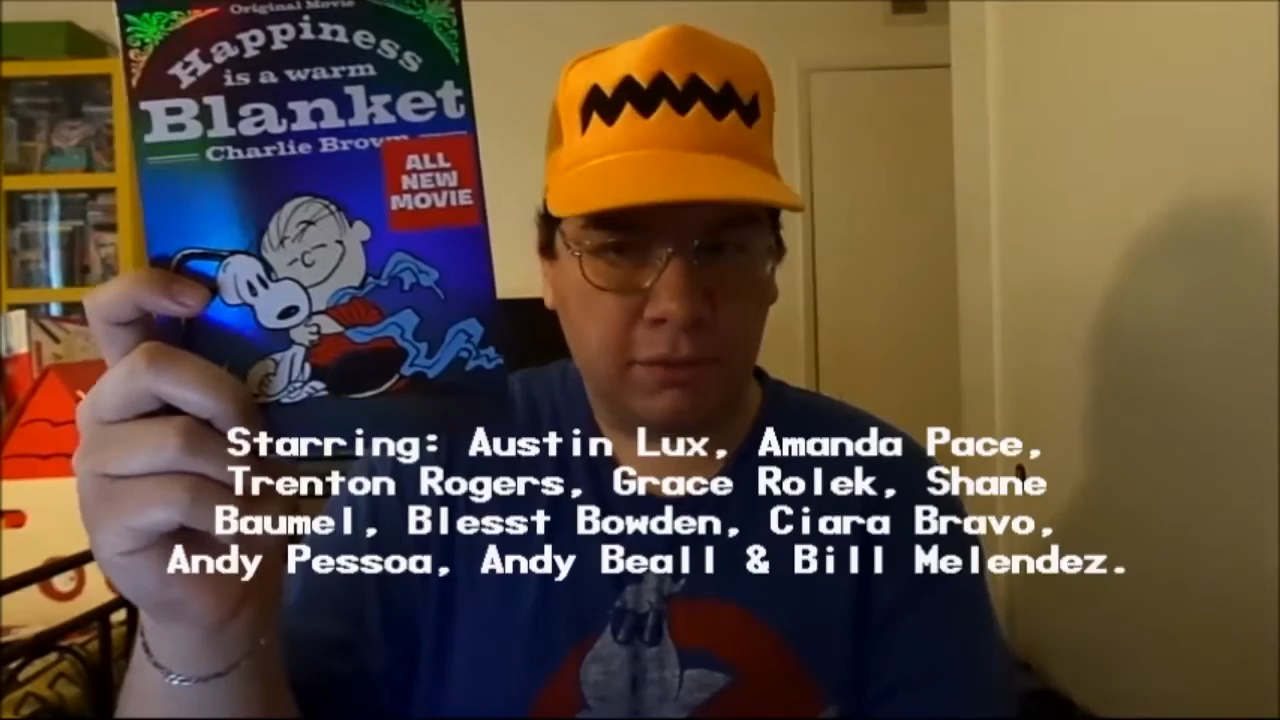 Original Movie
Happiness
is a warm
Blanket
Charlie Brown
ALL
NEW
MOVIE
Starring: Austin Lux, Amanda Pace,
Trenton Rogers, Grace Rolek, Shane
Baumel, Blesst Bowden, Ciara Bravo,
Andy Pessoa, Andy Beall & Bill Melendez.